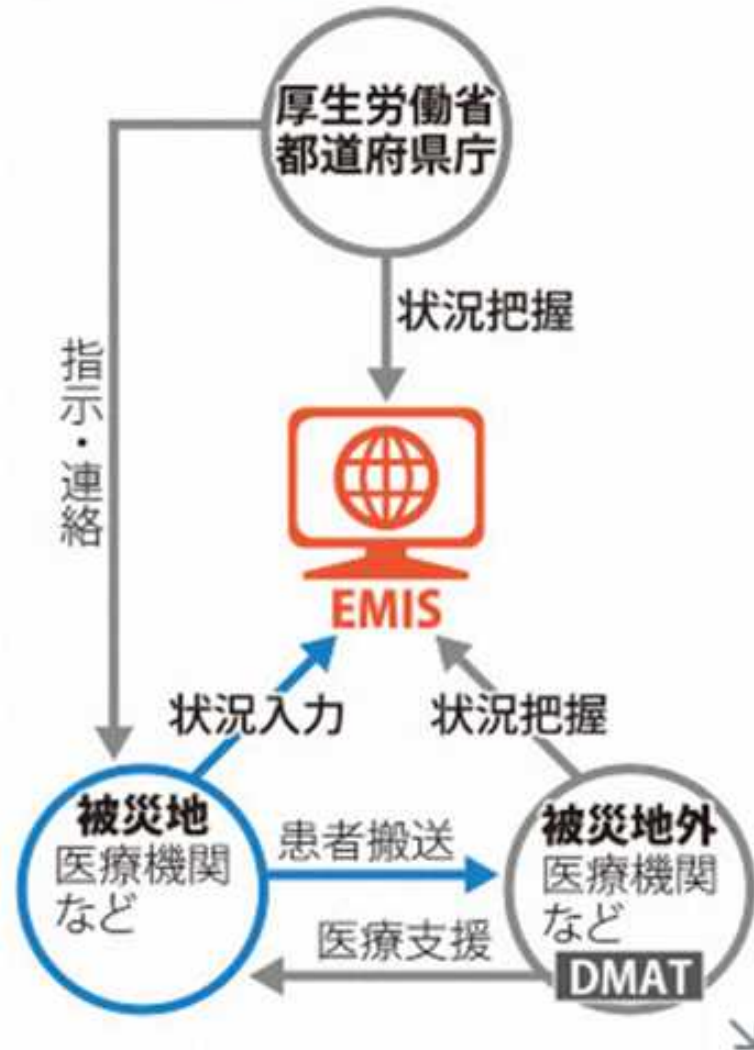 厚生労働省
都道府県庁
状況把握
指示・連絡
EMIS
状況入力
状況把握
被災地
医療機関
など
患者搬送
医療支援
被災地外
医療機関
など
DMAT